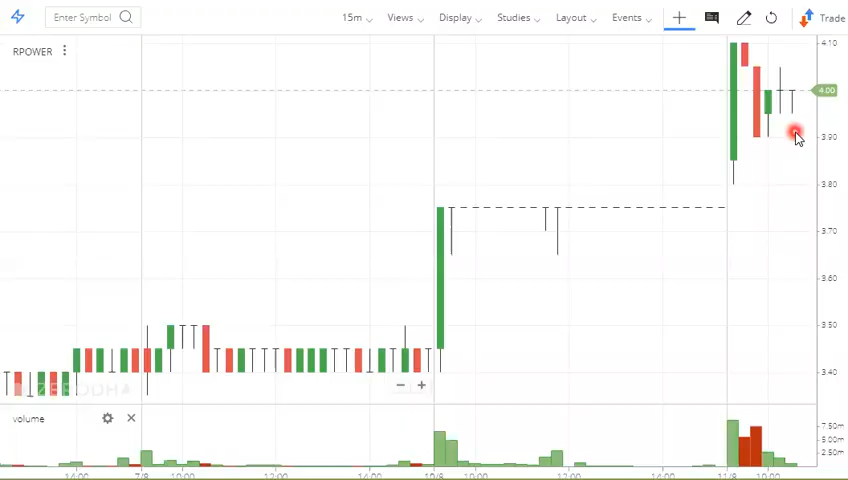 Enter Symbol 15m Views Display Studies Layout Events Trade
RPOWER
4.10
4.00
3.90
3.80
3.70
3.60
3.50
3.40
ZERODHA
volume
7.50m
5.00m
2.50m
14:00 7/8 10:00 12:00 14:00 10/8 10:00 12:00 14:00 11/8 10:00